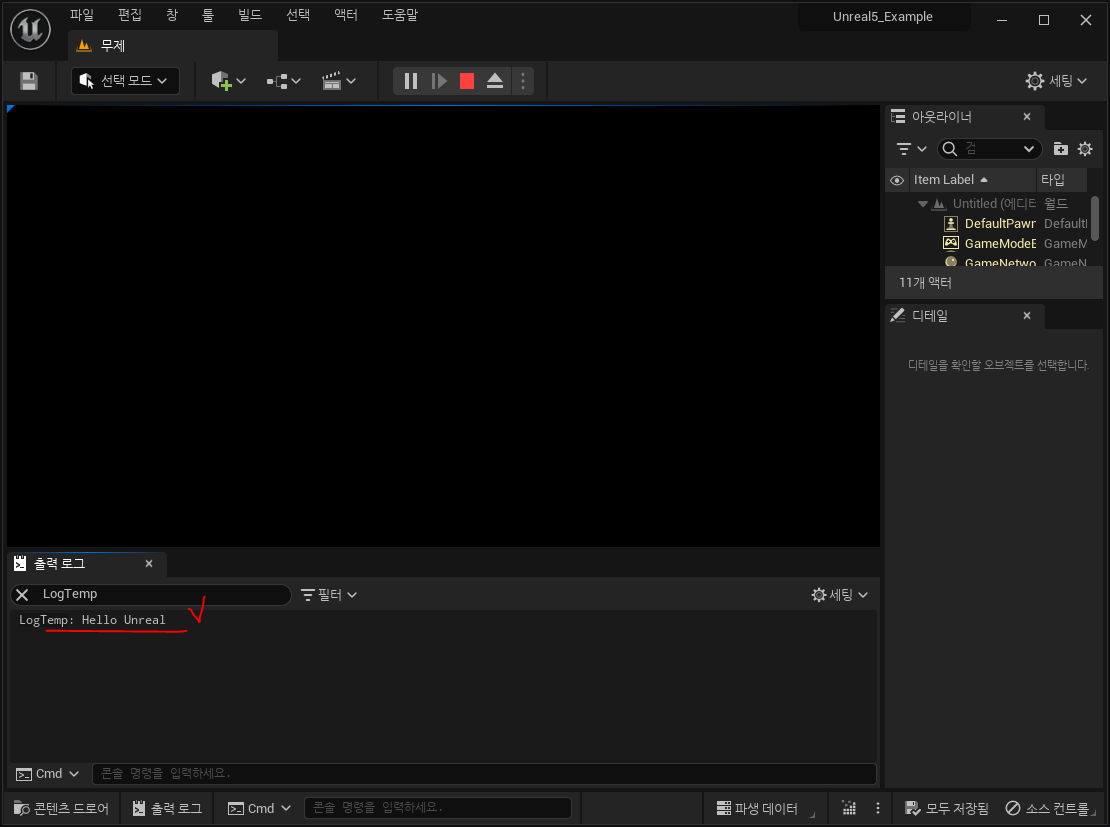 파일 편집 창 툴 빌드 선택 액터 도움말 Unreal5_Example
무제
선택 모드 세팅
아웃라이너
검
Item Label 타입
Untitled (에디터 월드
DefaultPawn Default
GameModeB GameM
GameNetwo GameN
11개 액터
디테일
디테일을 확인할 오브젝트를 선택합니다.
출력 로그
LogTemp 필터 세팅
LogTemp: Hello Unreal
Cmd 콘솔 명령을 입력하세요.
콘텐츠 드로어 출력 로그 Cmd 콘솔 명령을 입력하세요. 파생 데이터 모두 저장됨 소스 컨트롤